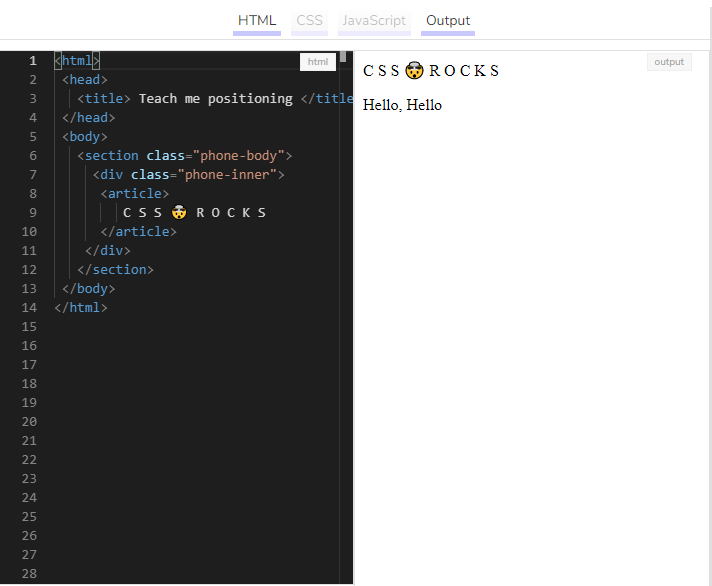 HTML CSS JavaScript Output
html
output
1 <html>
2 <head>
3 <title> Teach me positioning </title
4 </head>
5 <body>
6 <section class="phone-body">
7 <div class="phone-inner">
8 <article>
9 C S S 🤯 R O C K S
10 </article>
11 </div>
12 </section>
13 </body>
14 </html>
15
16
17
18
19
20
21
22
23
24
25
26
27
28
C S S 🤯 R O C K S
Hello, Hello